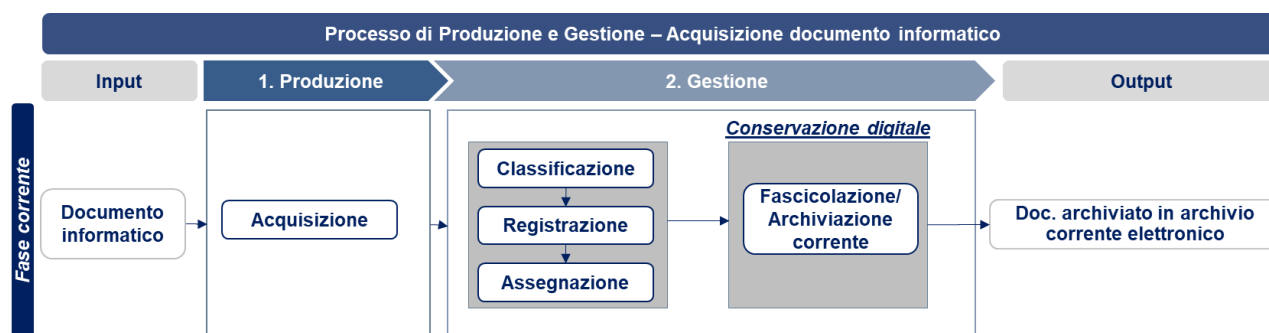 Processo di Produzione e Gestione – Acquisizione documento informatico
Input
1. Produzione
2. Gestione
Output
Fase corrente
Documento
informatico
Acquisizione
Classificazione
Registrazione
Assegnazione
Conservazione digitale
Fascicolazione/
Archiviazione
corrente
Doc. archiviato in archivio
corrente elettronico